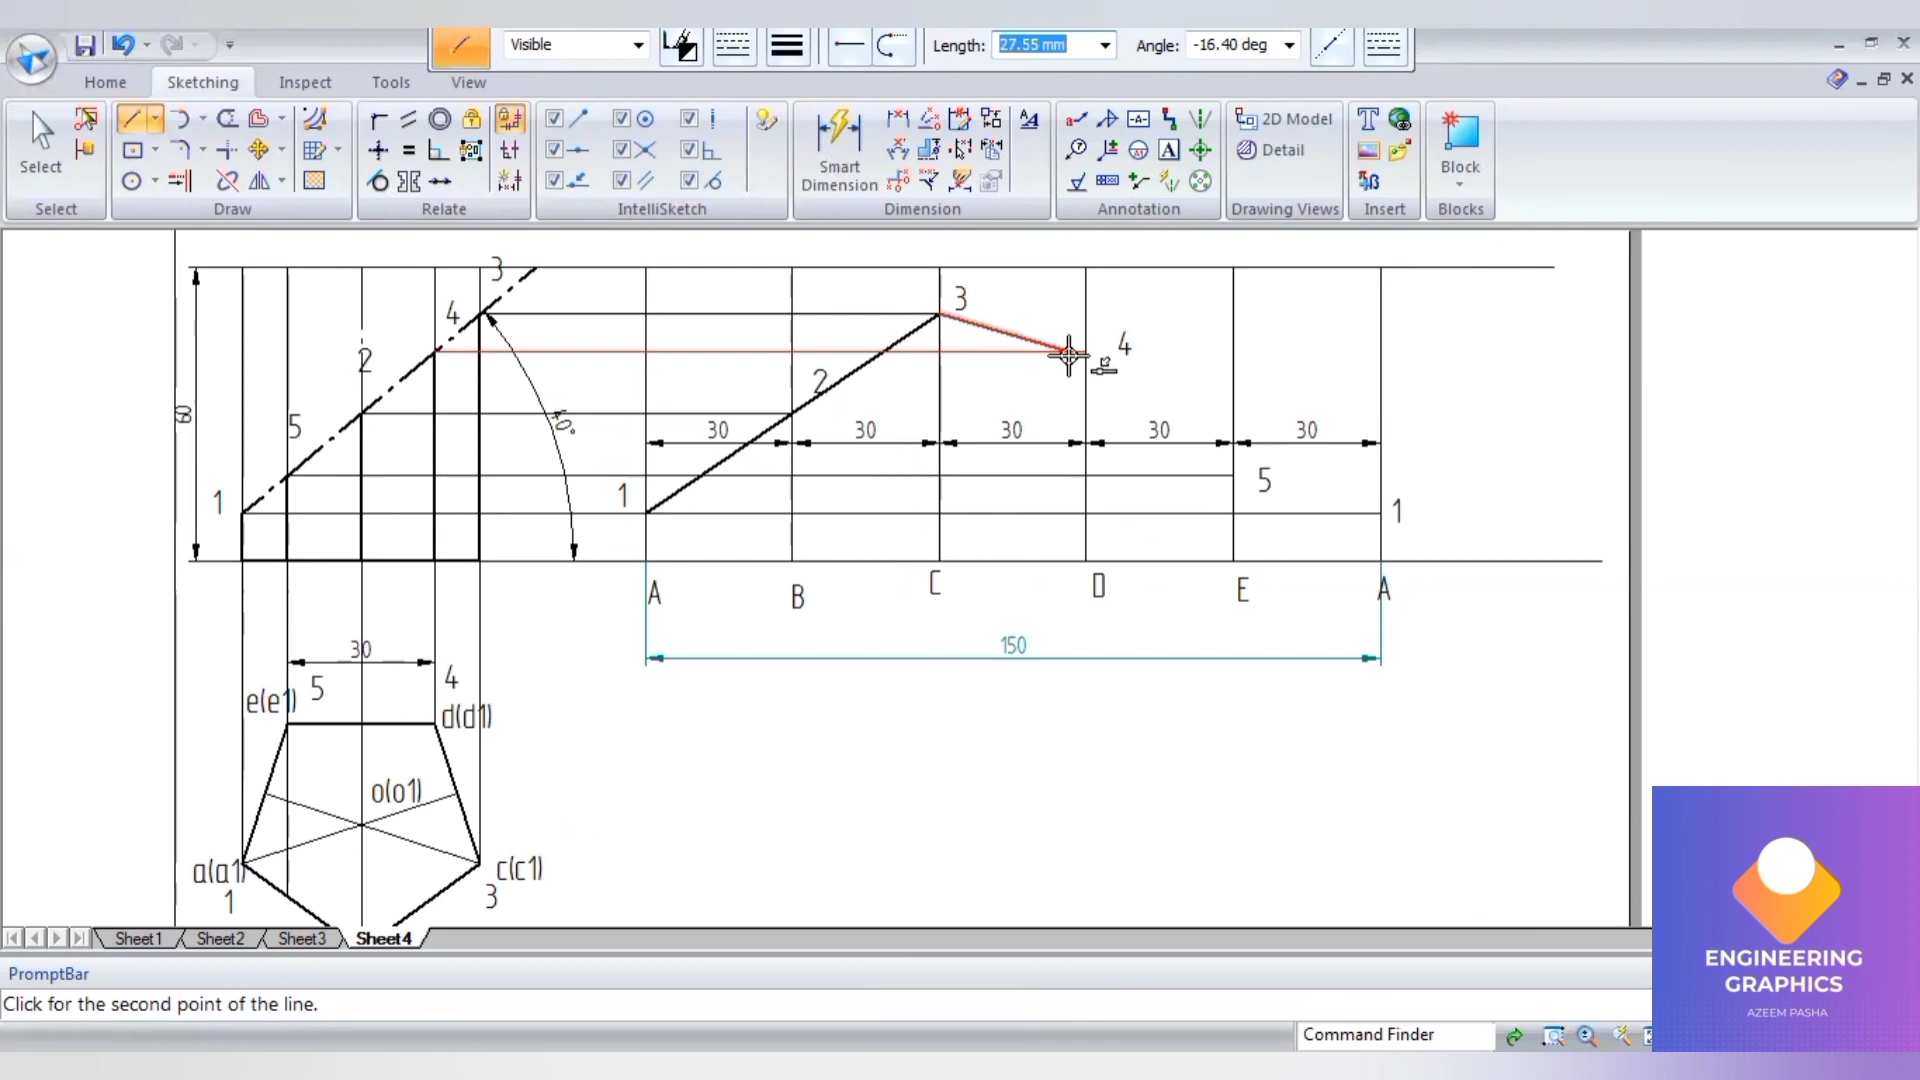 Visible
Length: 27.55 mm
Angle: -16.40 deg
Home
Sketching
Inspect
Tools
View
Select
Smart
Dimension
2D Model
Detail
Block
Select
Draw
Relate
IntelliSketch
Dimension
Annotation
Drawing Views
Insert
Blocks
3
4
3
2
4
60
2
5
40°
30
30
30
30
30
1
1
5
1
A
B
C
D
E
A
150
30
5
4
e(e1)
d(d1)
o(o1)
a(a1)
c(c1)
1
3
Sheet1
Sheet2
Sheet3
Sheet4
PromptBar
Click for the second point of the line.
Command Finder
ENGINEERING
GRAPHICS
AZEEM PASHA